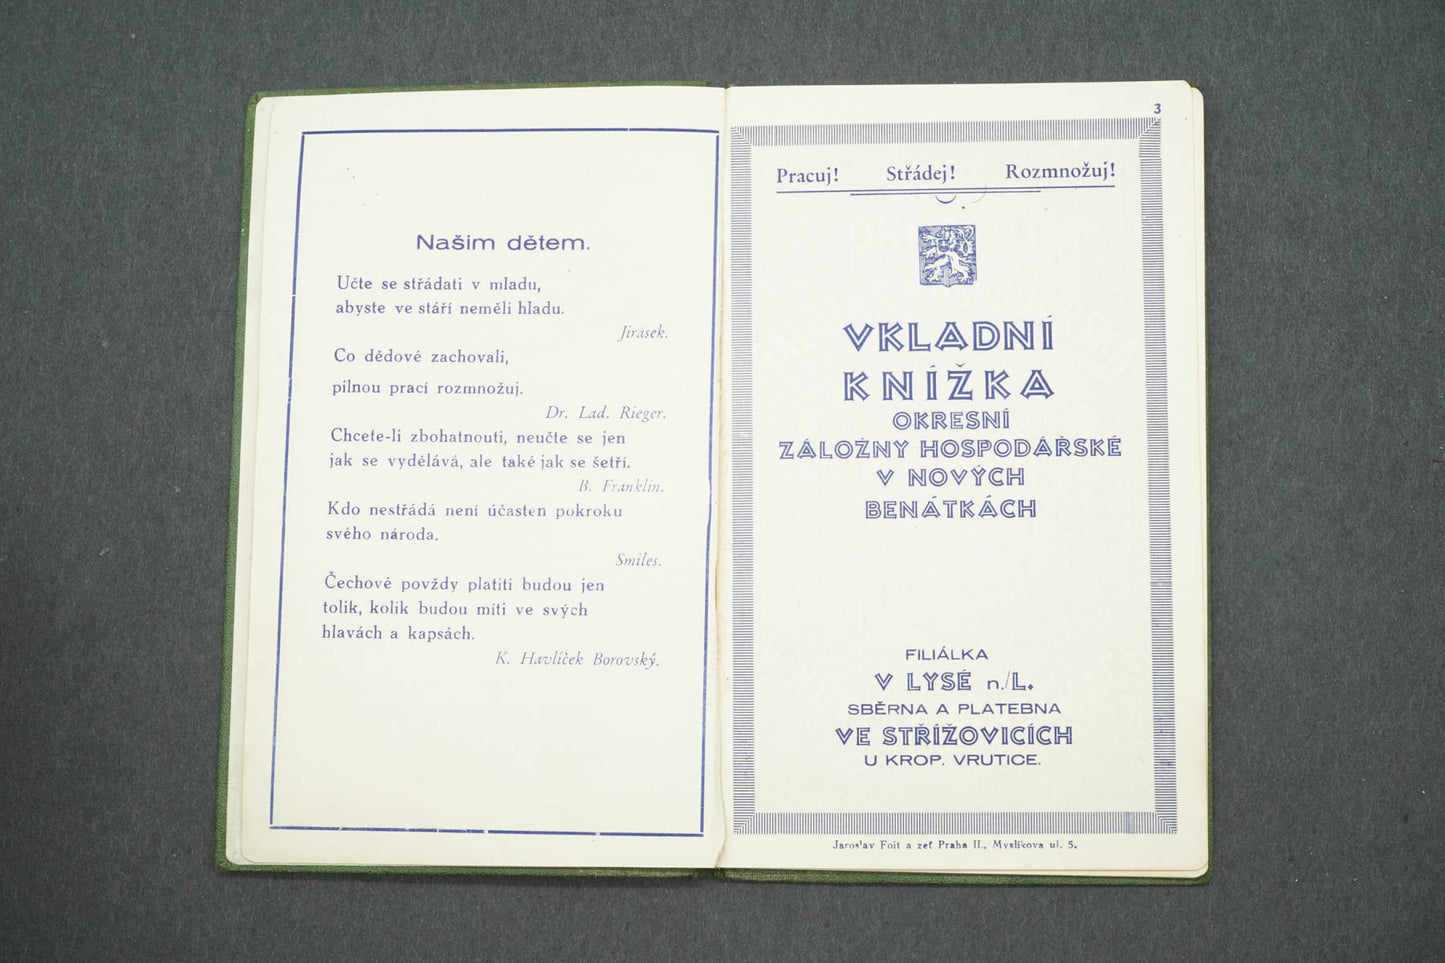 Našim dětem.
Učte se střádati v mladu,
abyste ve stáří neměli hladu.
Jirásek.
Co dědové zachovali,
pilnou prací rozmnožuj.
Dr. Lad. Rieger.
Chcete-li zbohatnouti, neučte se jen
jak se vydělává, ale také jak se šetří.
B. Franklin.
Kdo nestřádá není účasten pokroku
svého národa.
Smiles.
Čechové povždy platiti budou jen
tolik, kolik budou míti ve svých
hlavách a kapsách.
K. Havlíček Borovský.
3
Pracuj! Střádej! Rozmnožuj!
VKLADNÍ
KNÍŽKA
OKRESNÍ
ZÁLOŽNY HOSPODÁŘSKÉ
V NOVÝCH
BENÁTKÁCH
FILIÁLKA
V LYSÉ n./L.
SBĚRNA A PLATEBNA
VE STŘÍŽOVICÍCH
U KROP. VRUTICE.
Jaroslav Foit a zeť Praha II., Myslíkova ul. 5.